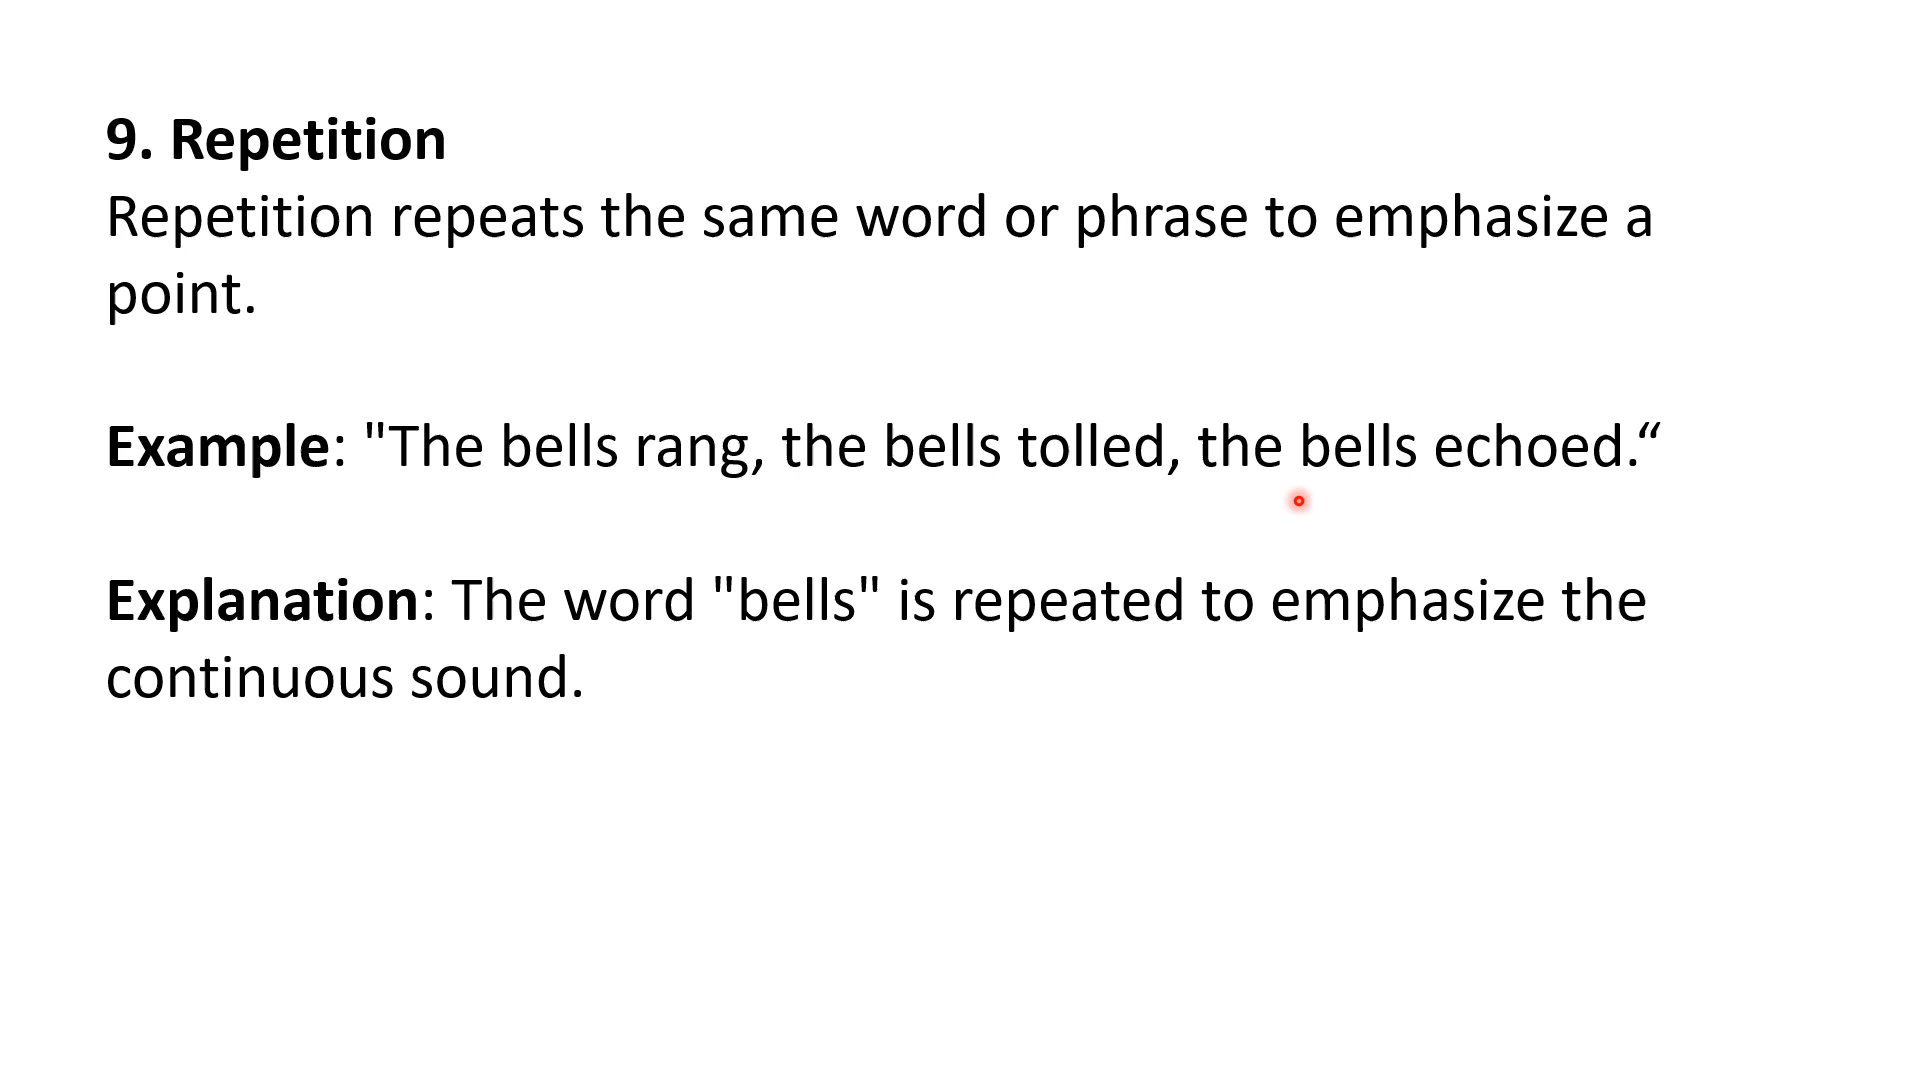 9. Repetition
Repetition repeats the same word or phrase to emphasize a
point.
Example: "The bells rang, the bells tolled, the bells echoed.“
Explanation: The word "bells" is repeated to emphasize the
continuous sound.